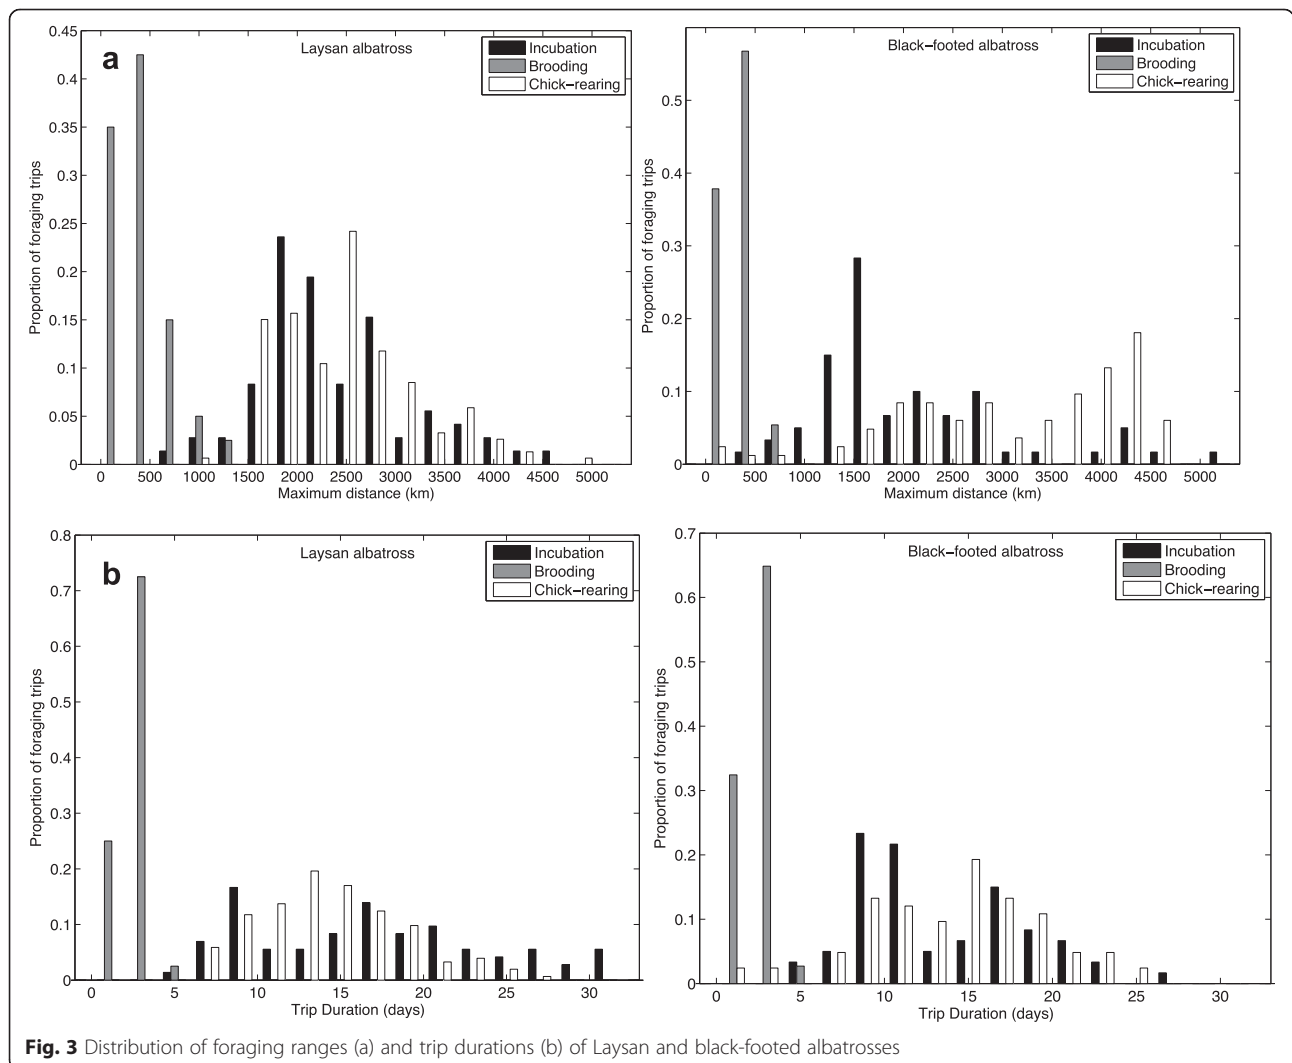 a
Laysan albatross
Incubation
Brooding
Chick−rearing
Proportion of foraging trips
0.45
0.4
0.35
0.3
0.25
0.2
0.15
0.1
0.05
0
0 500 1000 1500 2000 2500 3000 3500 4000 4500 5000
Maximum distance (km)
Black−footed albatross
Incubation
Brooding
Chick−rearing
Proportion of foraging trips
0.5
0.4
0.3
0.2
0.1
0
0 500 1000 1500 2000 2500 3000 3500 4000 4500 5000
Maximum distance (km)
b
Laysan albatross
Incubation
Brooding
Chick−rearing
Proportion of foraging trips
0.8
0.7
0.6
0.5
0.4
0.3
0.2
0.1
0
0 5 10 15 20 25 30
Trip Duration (days)
Black−footed albatross
Incubation
Brooding
Chick−rearing
Proportion of foraging trips
0.7
0.6
0.5
0.4
0.3
0.2
0.1
0
0 5 10 15 20 25 30
Trip Duration (days)
Fig. 3 Distribution of foraging ranges (a) and trip durations (b) of Laysan and black-footed albatrosses